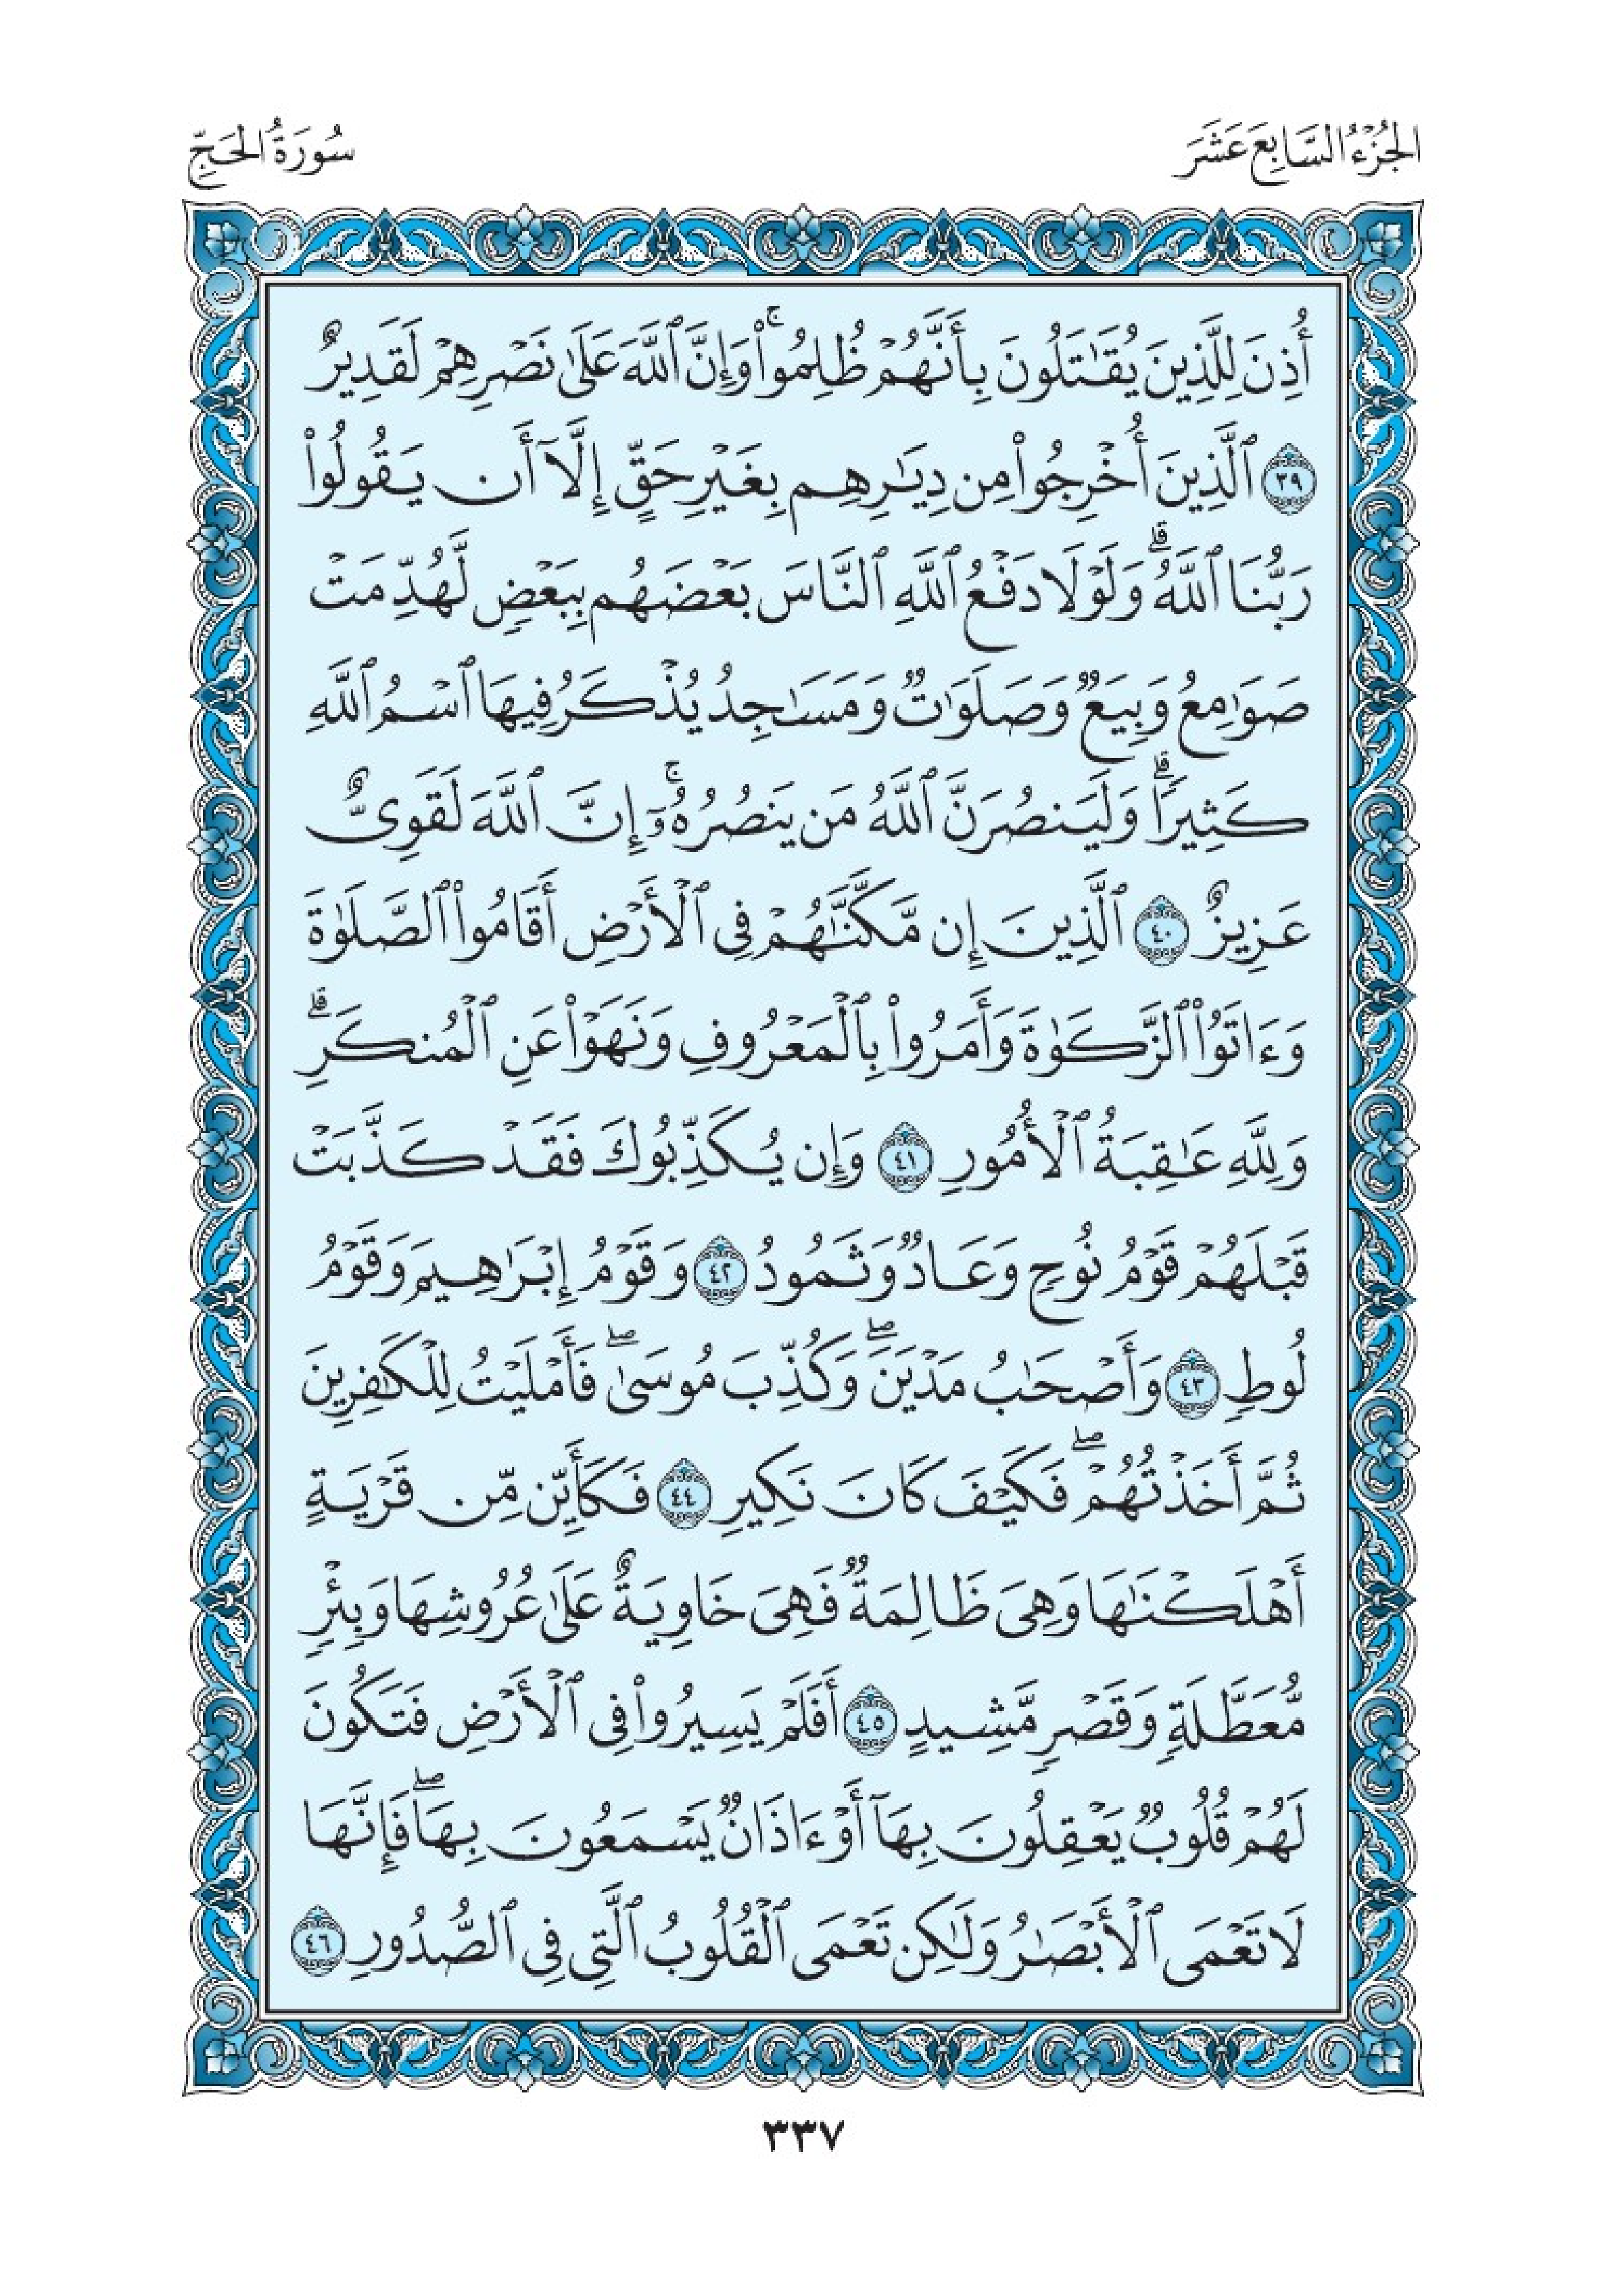 الجُزْءُ السَّابِعَ عَشَرَ
سُورَةُ الحَجِّ
أُذِنَ لِلَّذِينَ يُقَٰتَلُونَ بِأَنَّهُمْ ظُلِمُوا۟ ۚ وَإِنَّ ٱللَّهَ عَلَىٰ نَصْرِهِمْ لَقَدِيرٌ
٣٩ ٱلَّذِينَ أُخْرِجُوا۟ مِن دِيَٰرِهِم بِغَيْرِ حَقٍّ إِلَّآ أَن يَقُولُوا۟
رَبُّنَا ٱللَّهُ ۗ وَلَوْلَا دَفْعُ ٱللَّهِ ٱلنَّاسَ بَعْضَهُم بِبَعْضٍ لَّهُدِّمَتْ
صَوَٰمِعُ وَبِيَعٌ وَصَلَوَٰتٌ وَمَسَٰجِدُ يُذْكَرُ فِيهَا ٱسْمُ ٱللَّهِ
كَثِيرًا ۗ وَلَيَنصُرَنَّ ٱللَّهُ مَن يَنصُرُهُۥٓ ۚ إِنَّ ٱللَّهَ لَقَوِىٌّ
عَزِيزٌ ٤٠ ٱلَّذِينَ إِن مَّكَّنَّٰهُمْ فِى ٱلْأَرْضِ أَقَامُوا۟ ٱلصَّلَوٰةَ
وَءَاتَوُا۟ ٱلزَّكَوٰةَ وَأَمَرُوا۟ بِٱلْمَعْرُوفِ وَنَهَوْا۟ عَنِ ٱلْمُنكَرِ ۗ
وَلِلَّهِ عَٰقِبَةُ ٱلْأُمُورِ ٤١ وَإِن يُكَذِّبُوكَ فَقَدْ كَذَّبَتْ
قَبْلَهُمْ قَوْمُ نُوحٍ وَعَادٌ وَثَمُودُ ٤٢ وَقَوْمُ إِبْرَٰهِيمَ وَقَوْمُ
لُوطٍ ٤٣ وَأَصْحَٰبُ مَدْيَنَ ۖ وَكُذِّبَ مُوسَىٰ ۖ فَأَمْلَيْتُ لِلْكَٰفِرِينَ
ثُمَّ أَخَذْتُهُمْ ۖ فَكَيْفَ كَانَ نَكِيرِ ٤٤ فَكَأَيِّن مِّن قَرْيَةٍ
أَهْلَكْنَٰهَا وَهِىَ ظَالِمَةٌ فَهِىَ خَاوِيَةٌ عَلَىٰ عُرُوشِهَا وَبِئْرٍ
مُّعَطَّلَةٍ وَقَصْرٍ مَّشِيدٍ ٤٥ أَفَلَمْ يَسِيرُوا۟ فِى ٱلْأَرْضِ فَتَكُونَ
لَهُمْ قُلُوبٌ يَعْقِلُونَ بِهَآ أَوْ ءَاذَانٌ يَسْمَعُونَ بِهَا ۖ فَإِنَّهَا
لَا تَعْمَى ٱلْأَبْصَٰرُ وَلَٰكِن تَعْمَى ٱلْقُلُوبُ ٱلَّتِى فِى ٱلصُّدُورِ ٤٦
٣٣٧